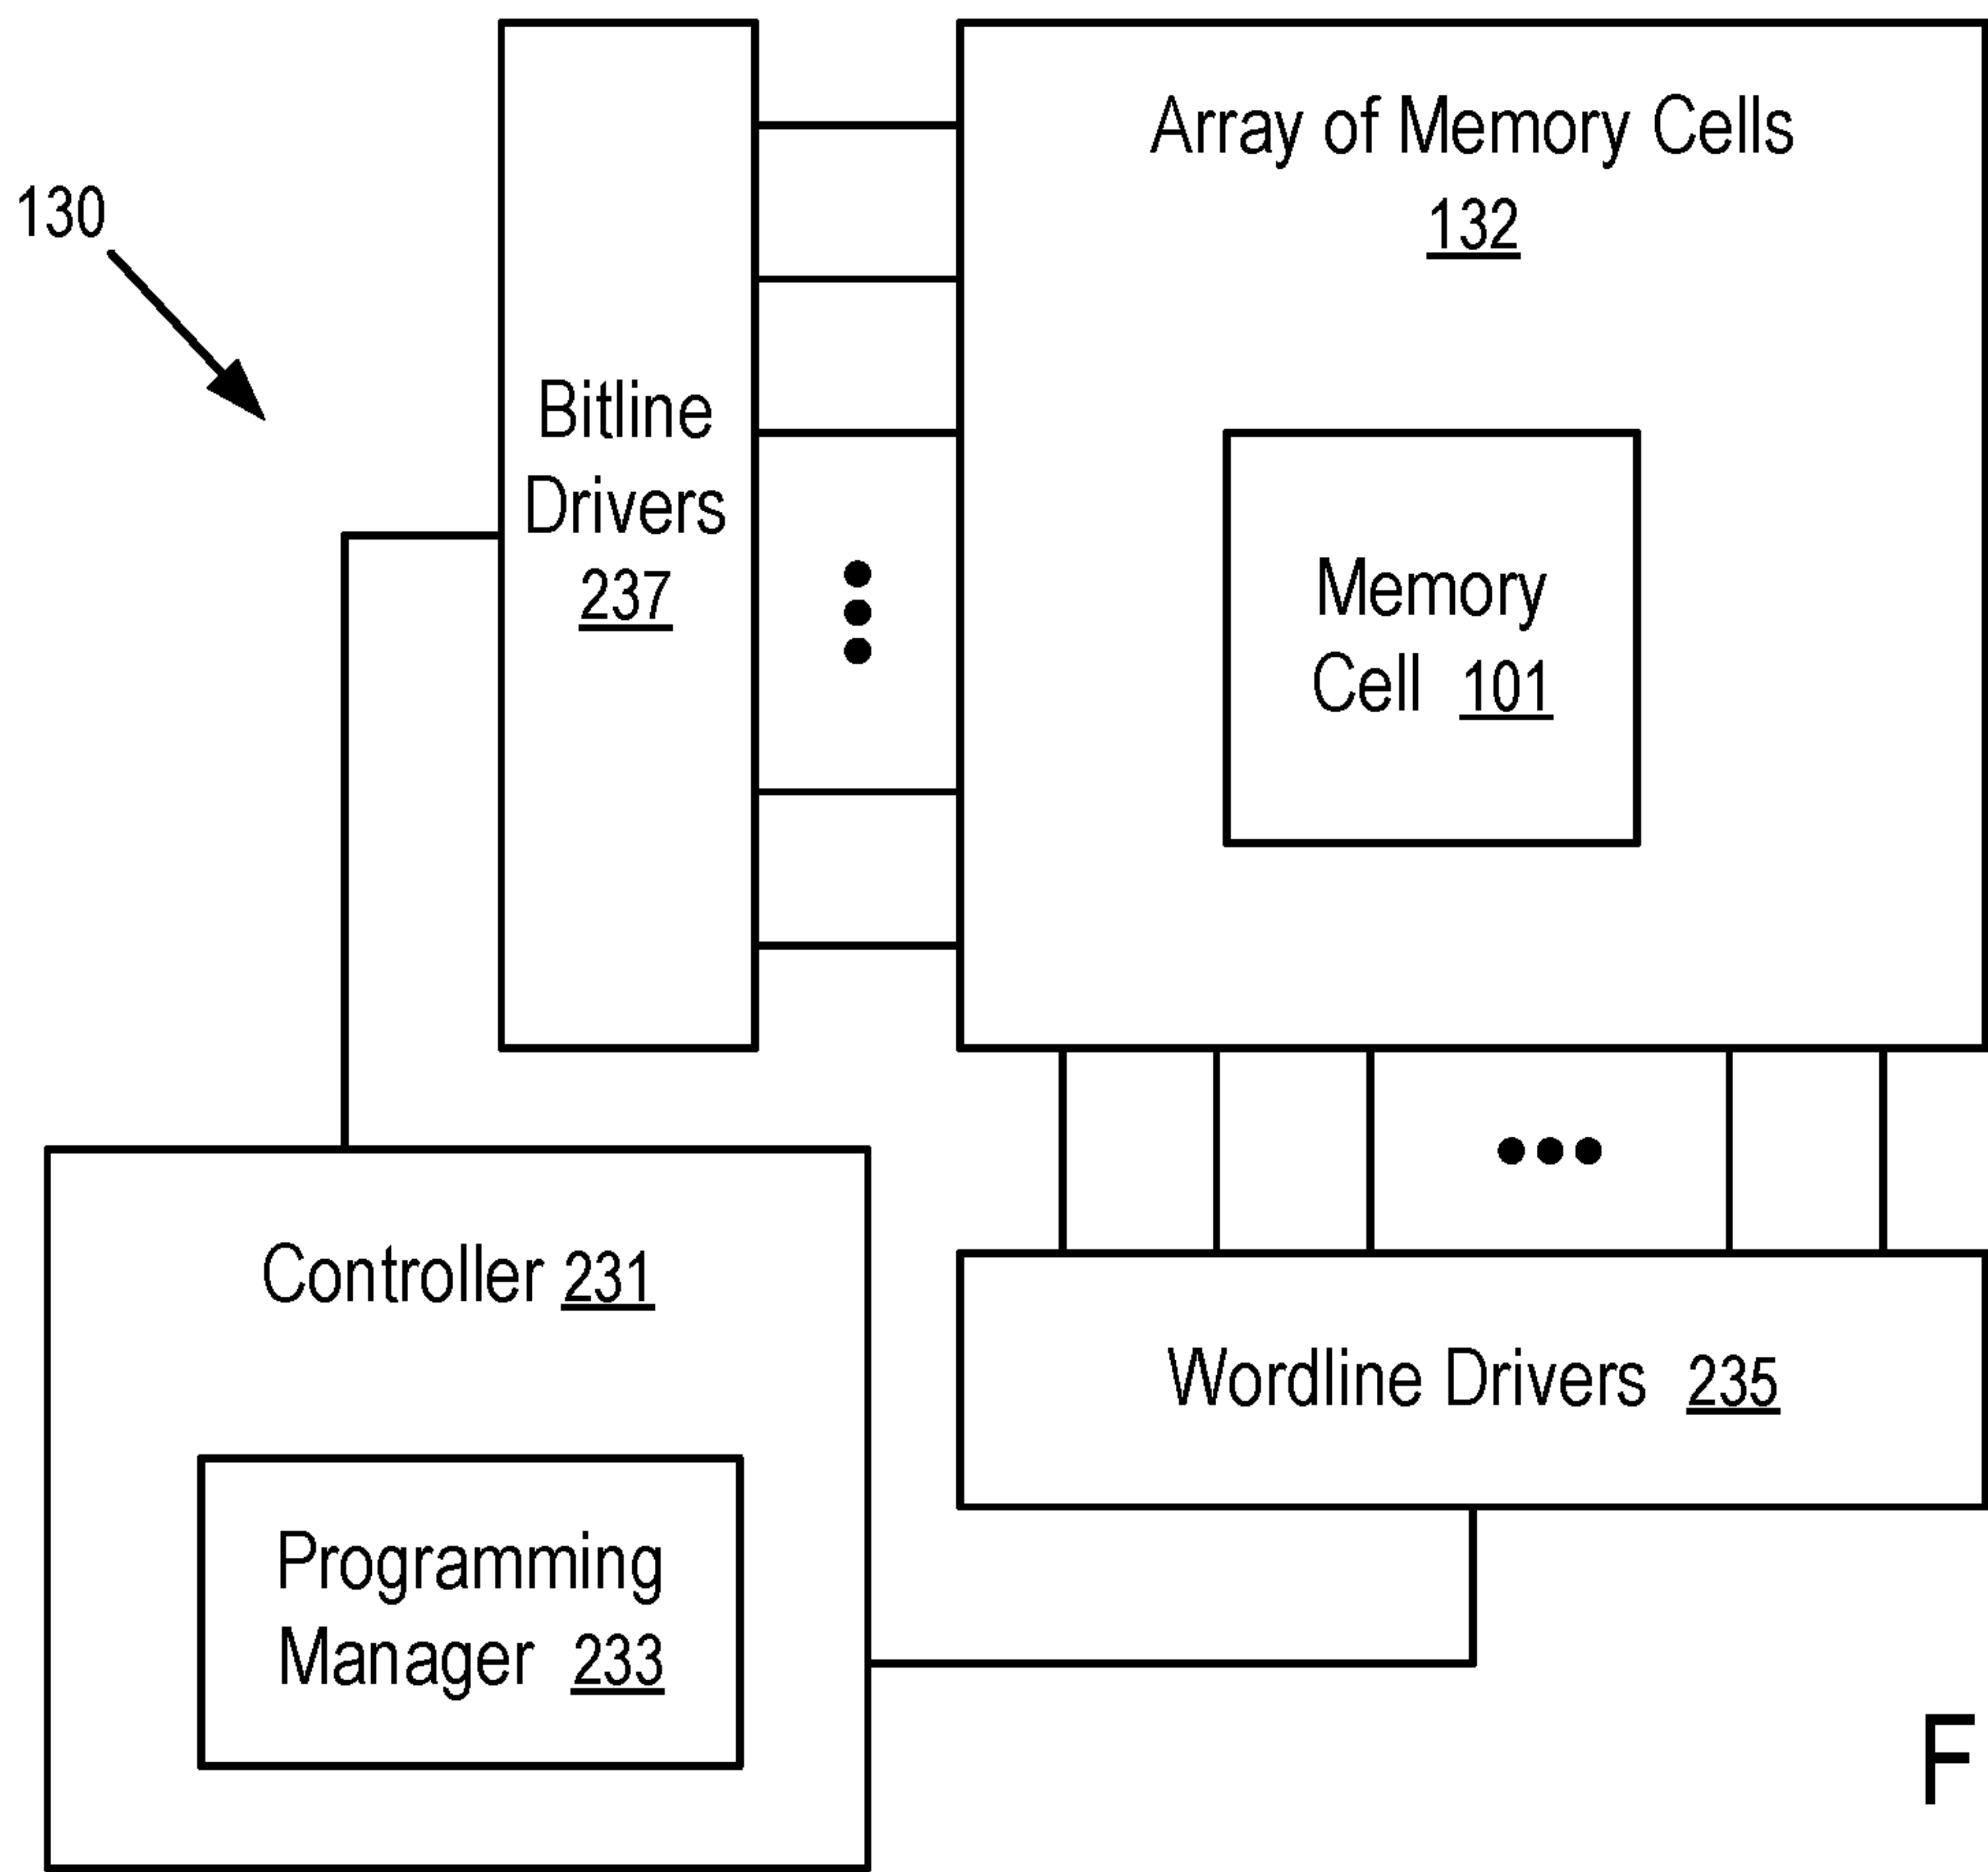 130
Bitline
Drivers
237
Array of Memory Cells
132
Memory
Cell 101
Controller 231
Programming
Manager 233
Wordline Drivers 235
F